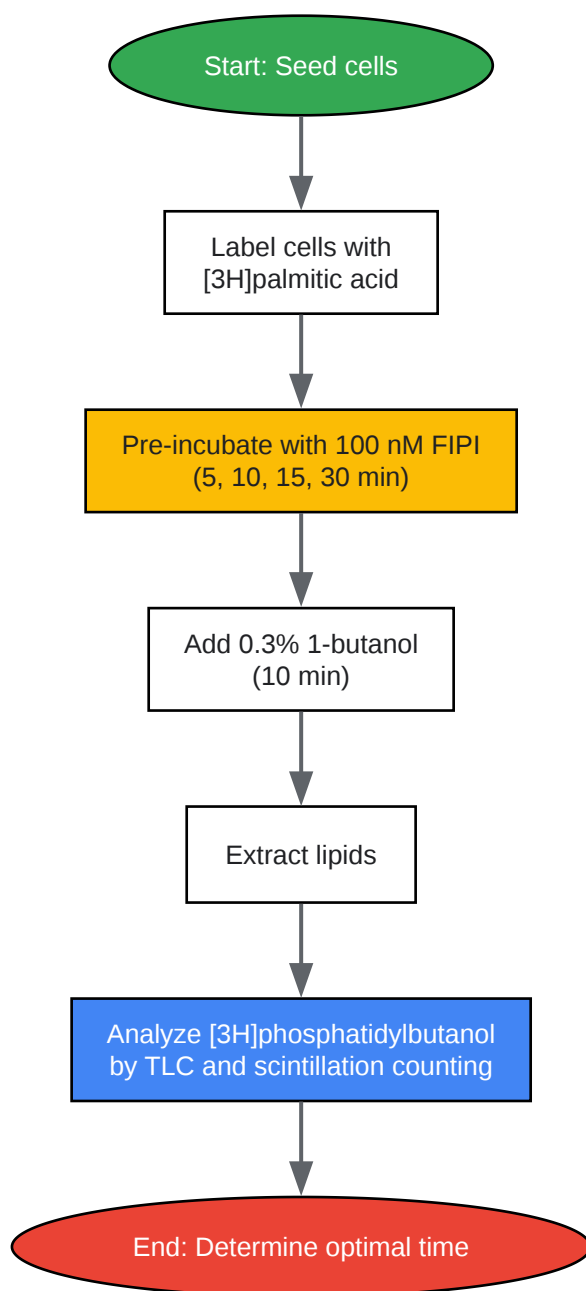 Start: Seed cells
Label cells with
[3H]palmitic acid
Pre-incubate with 100 nM FIPI
(5, 10, 15, 30 min)
Add 0.3% 1-butanol
(10 min)
Extract lipids
Analyze [3H]phosphatidylbutanol
by TLC and scintillation counting
End: Determine optimal time